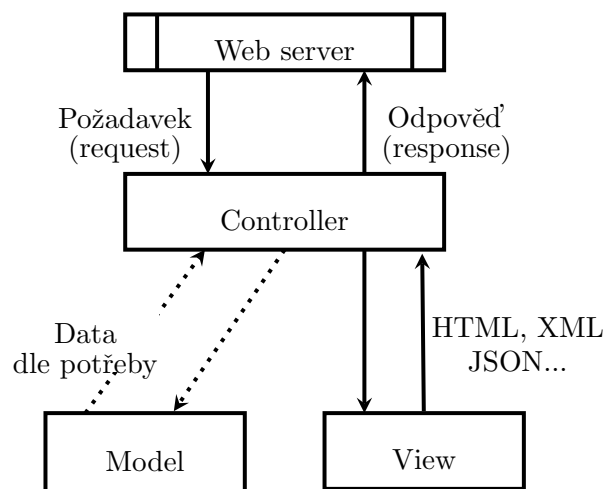 Web server
Požadavek
(request)
Odpověď
(response)
Controller
Data
dle potřeby
HTML, XML
JSON...
Model
View